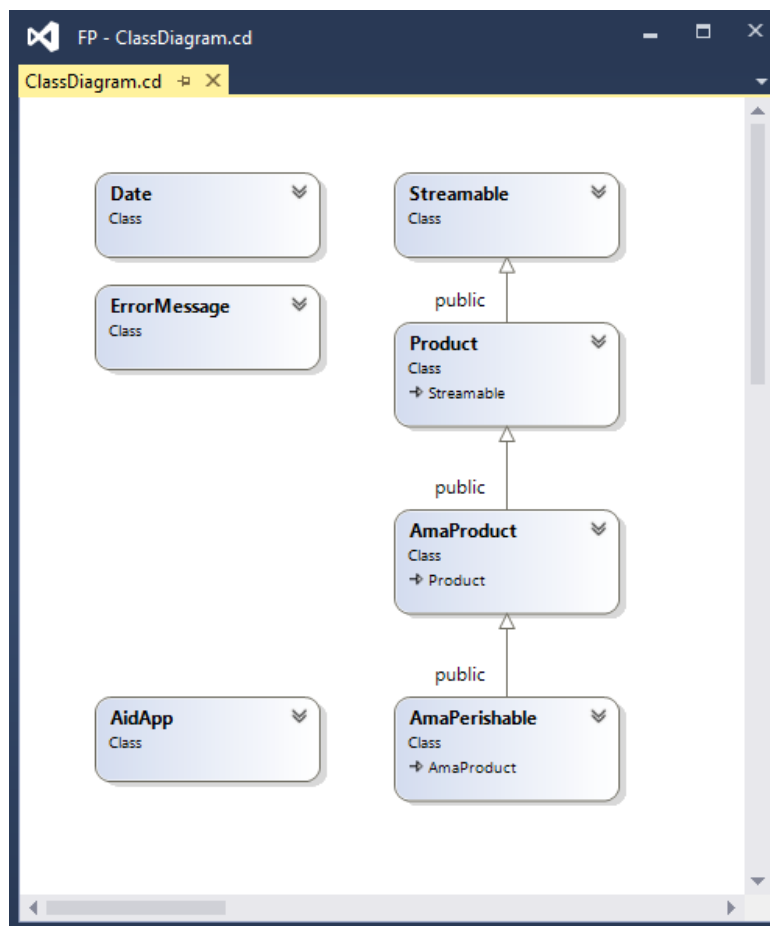 FP - ClassDiagram.cd
ClassDiagram.cd
Date
Class
ErrorMessage
Class
AidApp
Class
Streamable
Class
public
Product
Class
Streamable
public
AmaProduct
Class
Product
public
AmaPerishable
Class
AmaProduct